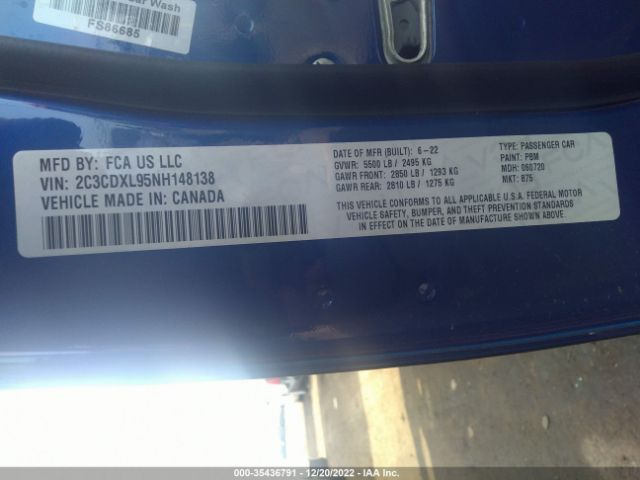 ar Wash
FS86685
MFD BY: FCA US LLC
VIN: 2C3CDXL95NH148138
VEHICLE MADE IN: CANADA
DATE OF MFR (BUILT): 6-22
GVWR: 5500 LB / 2495 KG
GAWR FRONT: 2850 LB / 1293 KG
GAWR REAR: 2810 LB / 1275 KG
TYPE: PASSENGER CAR
PAINT: PBM
MDH: 060720
MKT: B75
THIS VEHICLE CONFORMS TO ALL APPLICABLE U.S.A. FEDERAL MOTOR
VEHICLE SAFETY, BUMPER, AND THEFT PREVENTION STANDARDS
IN EFFECT ON THE DATE OF MANUFACTURE SHOWN ABOVE
000-35436791 - 12/20/2022 - IAA Inc.